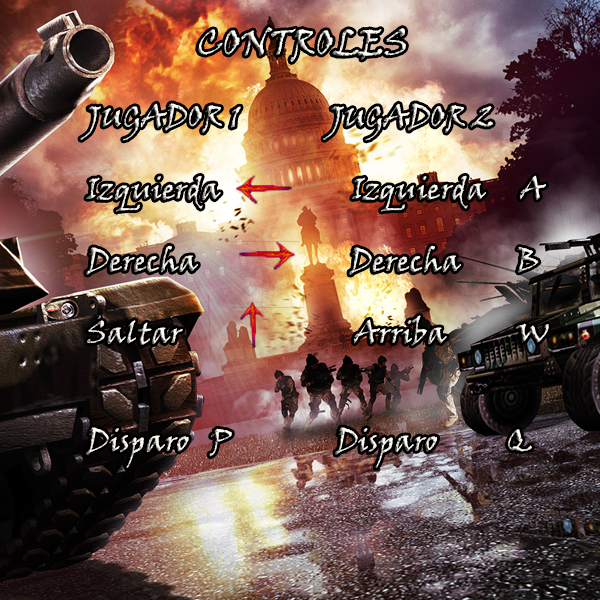 CONTROLES
JUGADOR 1 JUGADOR 2
Izquierda Izquierda A
Derecha Derecha B
Saltar Arriba W
Disparo P Disparo Q